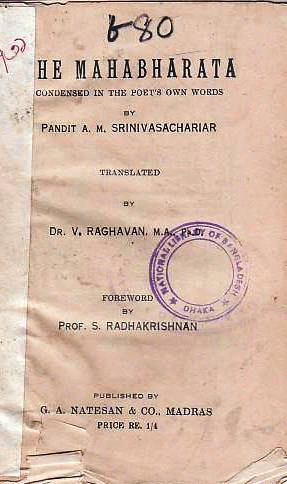 680
HE MAHABHARATA
CONDENSED IN THE POET'S OWN WORDS
BY
PANDIT A. M. SRINIVASACHARIAR
TRANSLATED
BY
DR. V. RAGHAVAN, M.A., PH.D.
NATIONAL LIBRARY OF BANGLADESH
DHAKA
FOREWORD
BY
PROF. S. RADHAKRISHNAN
PUBLISHED BY
G. A. NATESAN & CO., MADRAS
PRICE RE. 1/4